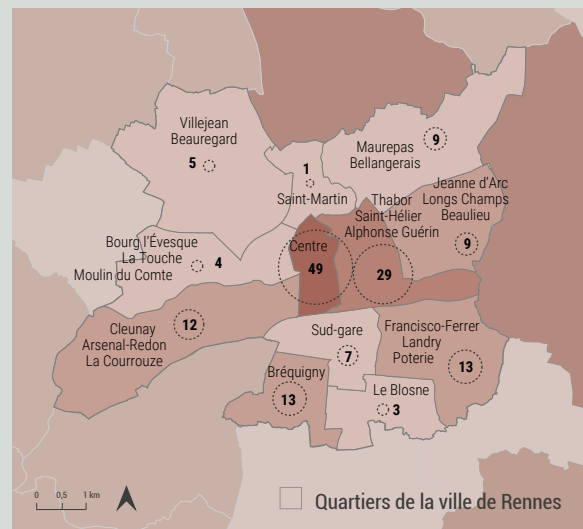 Villejean
Beauregard
5
1
Saint-Martin
Maurepas
Bellangerais
9
Jeanne d'Arc
Longs Champs
Beaulieu
9
Thabor
Saint-Hélier
Alphonse Guérin
29
Centre
49
Bourg l'Évesque
La Touche
Moulin du Comte
4
Cleunay
Arsenal-Redon
La Courrouze
12
Sud-gare
7
Francisco-Ferrer
Landry
Poterie
13
Bréquigny
13
Le Blosne
3
0 0,5 1 km
Quartiers de la ville de Rennes